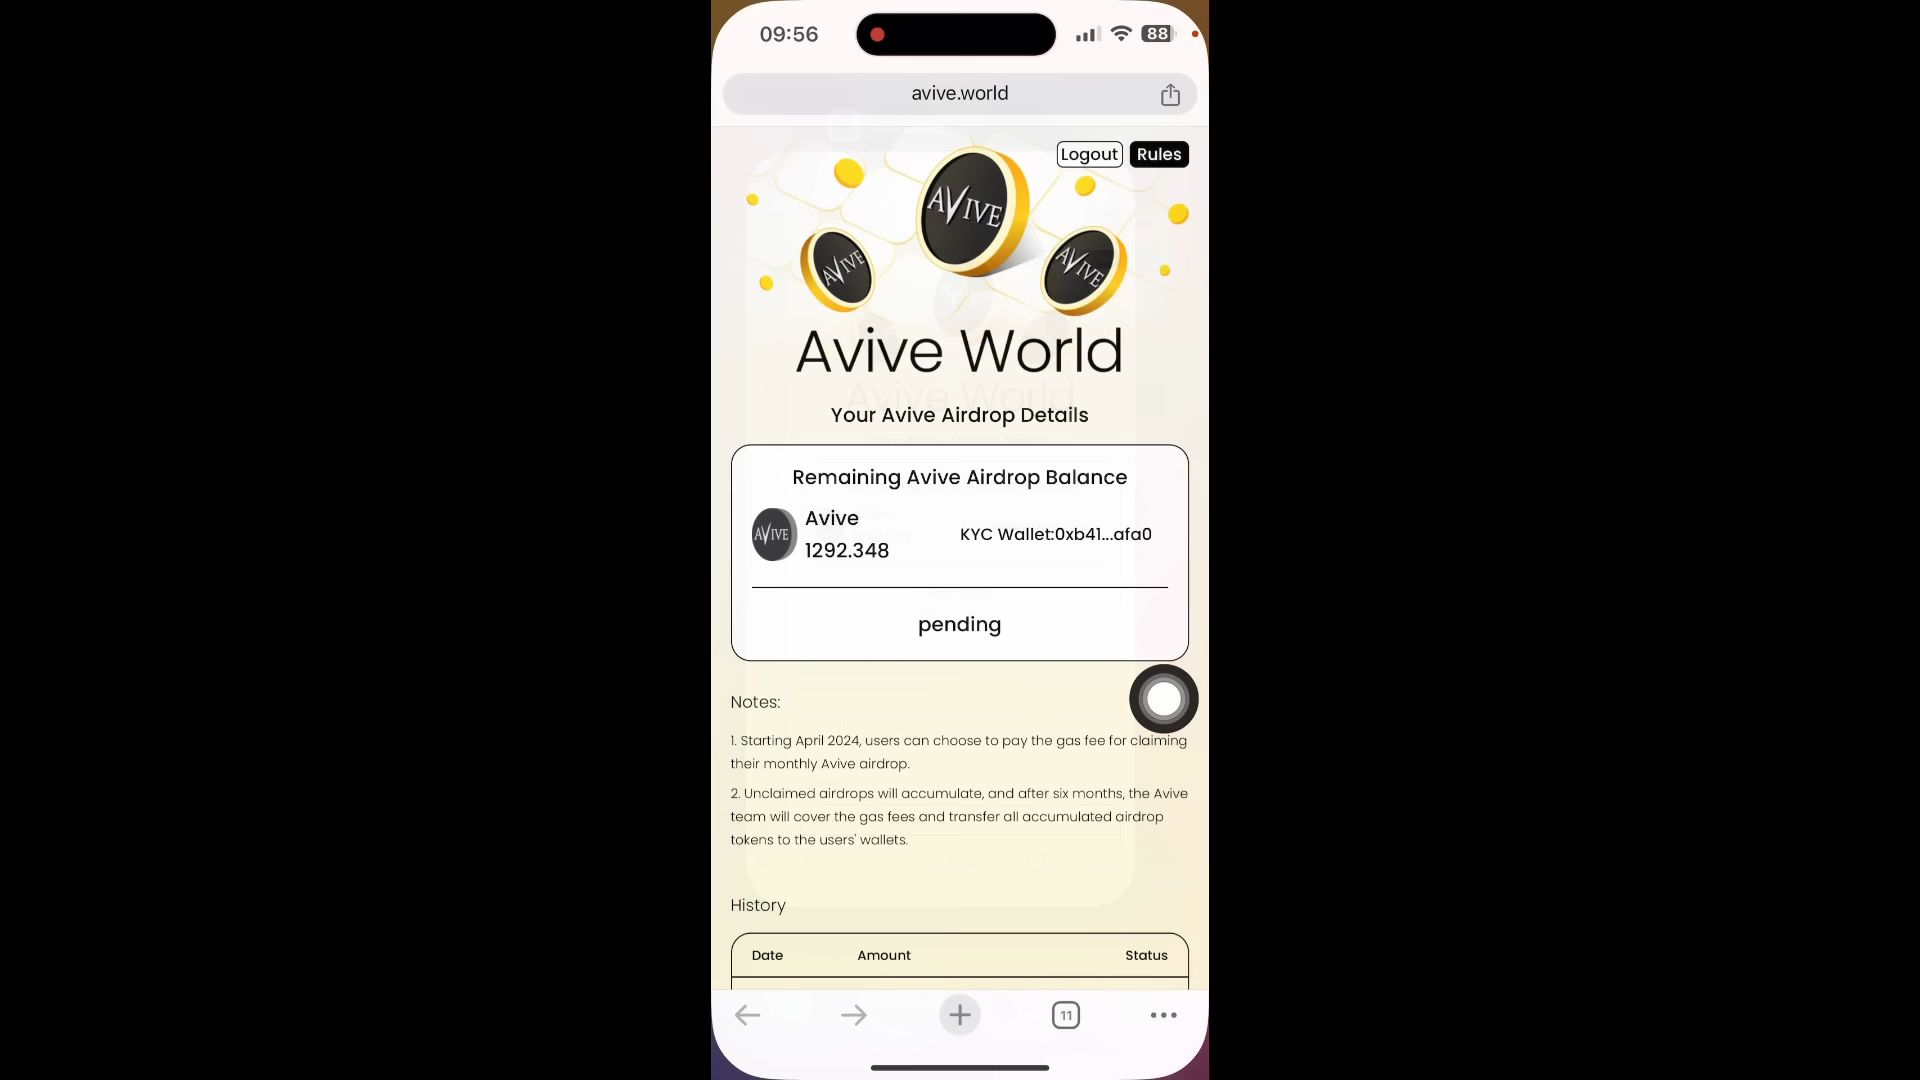 09:56
88
avive.world
Logout
Rules
AVIVE
AVIVE
AVIVE
Avive World
Your Avive Airdrop Details
Remaining Avive Airdrop Balance
AVIVE
Avive
1292.348
KYC Wallet:0xb41...afa0
pending
Notes:
1. Starting April 2024, users can choose to pay the gas fee for claiming
their monthly Avive airdrop.
2. Unclaimed airdrops will accumulate, and after six months, the Avive
team will cover the gas fees and transfer all accumulated airdrop
tokens to the users' wallets.
History
Date Amount Status
11